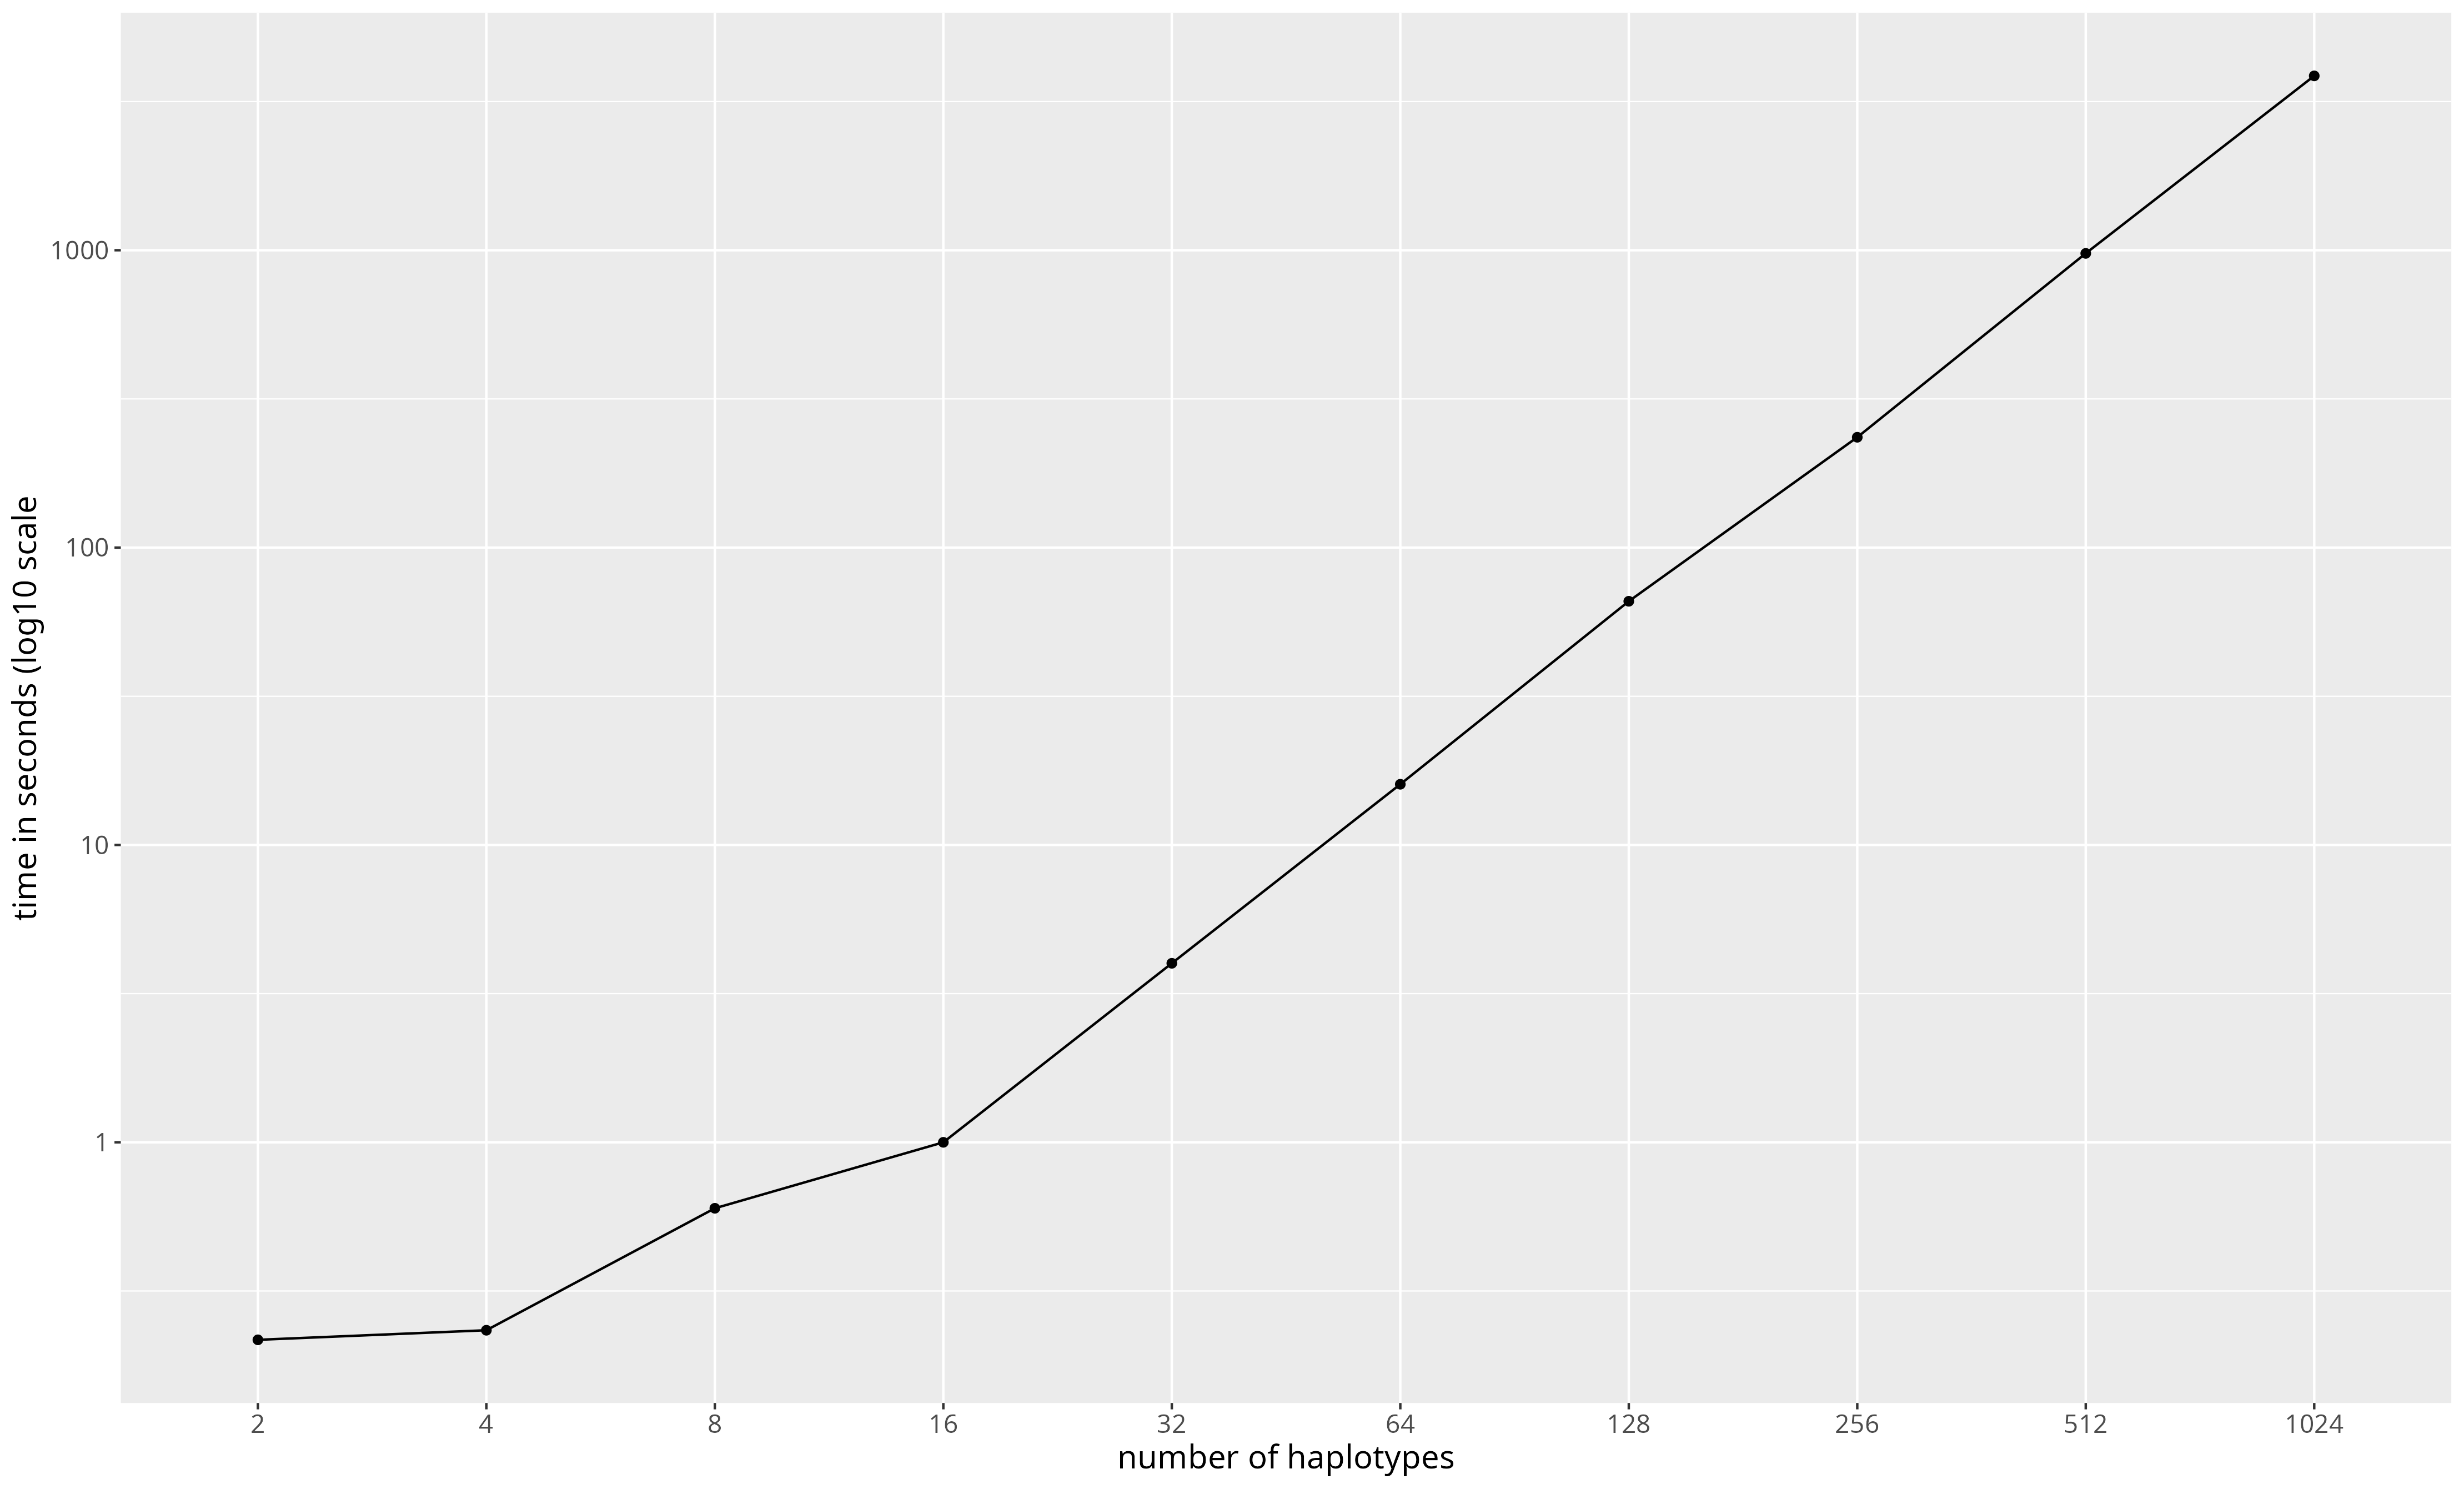 time in seconds (log10 scale
1000
100
10
1
2 4 8 16 32 64 128 256 512 1024
number of haplotypes